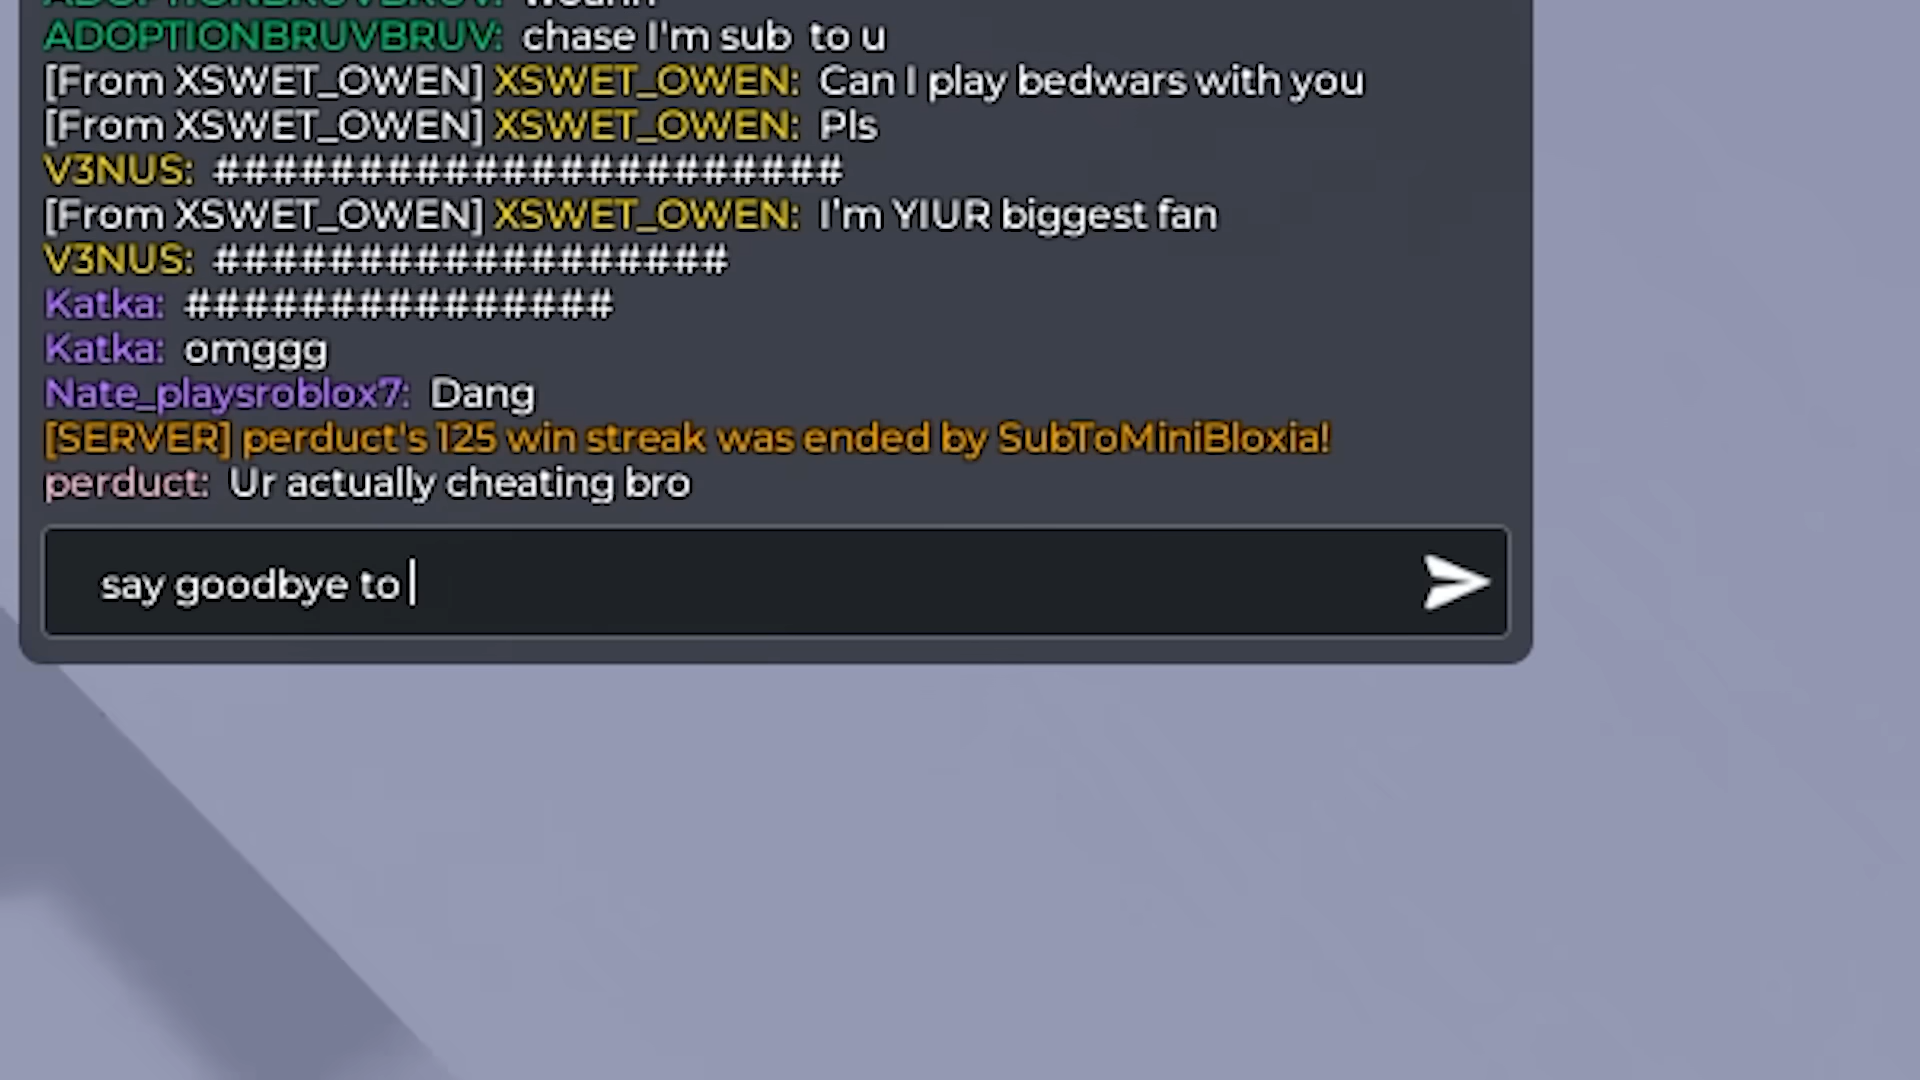 ADOPTIONBRUVBRUV: chase I'm sub to u
[From XSWET_OWEN] XSWET_OWEN: Can I play bedwars with you
[From XSWET_OWEN] XSWET_OWEN: Pls
V3NUS: ######################
[From XSWET_OWEN] XSWET_OWEN: I'm YIUR biggest fan
V3NUS: ##################
Katka: ###############
Katka: omggg
Nate_playsroblox7: Dang
[SERVER] perduct's 125 win streak was ended by SubToMiniBloxia!
perduct: Ur actually cheating bro
say goodbye to